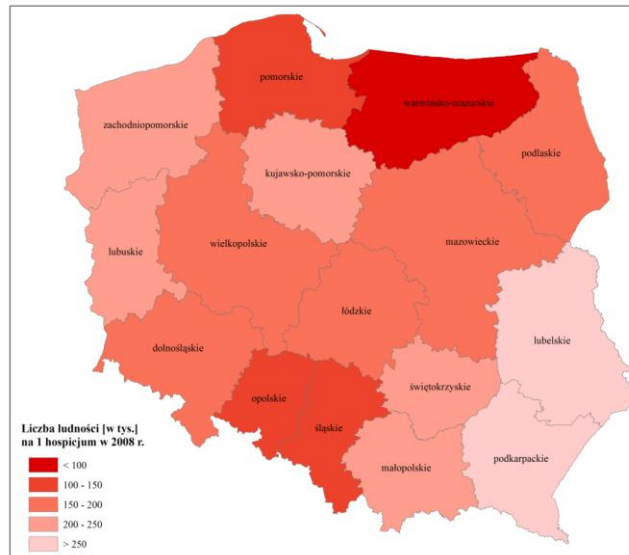 pomorskie
warmińsko-mazurskie
zachodniopomorskie
podlaskie
kujawsko-pomorskie
lubuskie
wielkopolskie
mazowieckie
łódzkie
dolnośląskie
lubelskie
opolskie
śląskie
świętokrzyskie
małopolskie
podkarpackie
Liczba ludności [w tys.]
na 1 hospicjum w 2008 r.
< 100
100 - 150
150 - 200
200 - 250
> 250